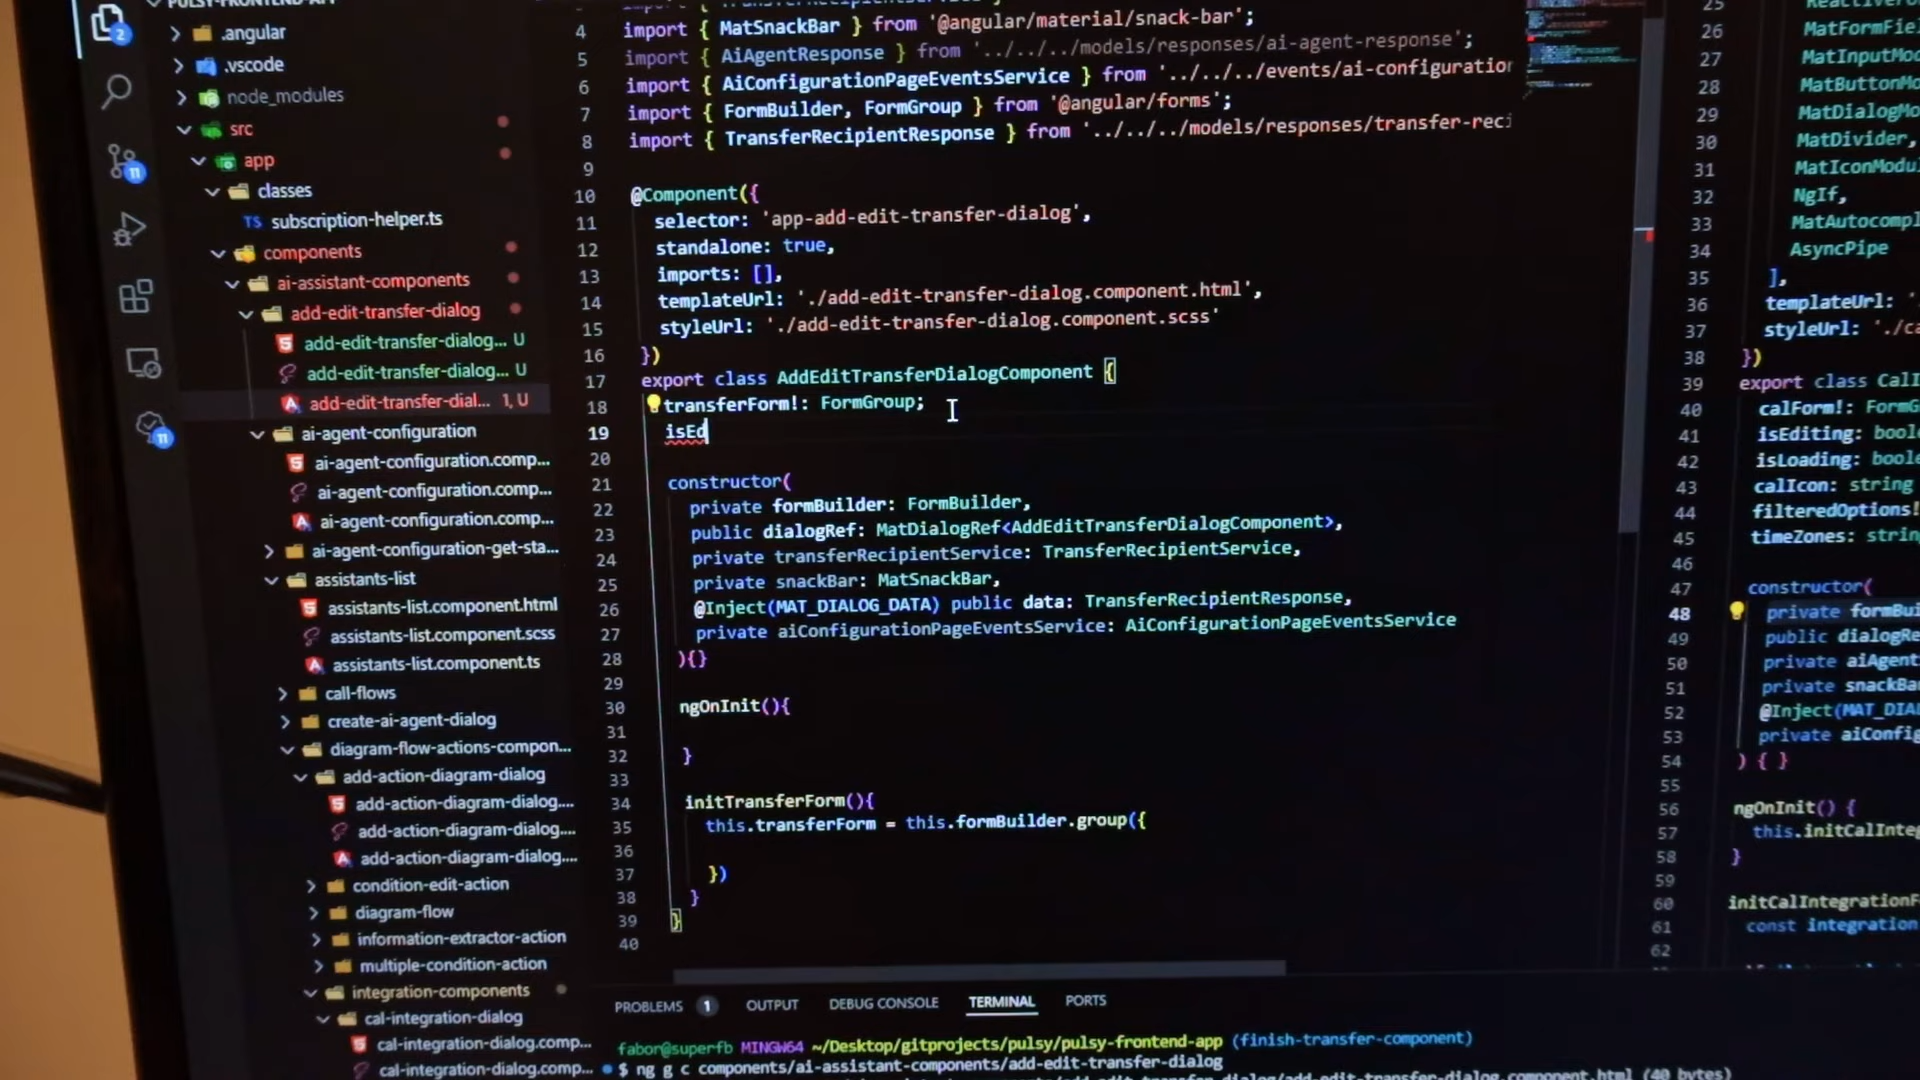 PULSY-FRONTEND-APP
.angular
.vscode
node_modules
src
app
classes
TS subscription-helper.ts
components
ai-assistant-components
add-edit-transfer-dialog
add-edit-transfer-dialog... U
add-edit-transfer-dialog... U
add-edit-transfer-dial... 1, U
ai-agent-configuration
ai-agent-configuration.comp...
ai-agent-configuration.comp...
ai-agent-configuration.comp...
ai-agent-configuration-get-sta...
assistants-list
assistants-list.component.html
assistants-list.component.scss
assistants-list.component.ts
call-flows
create-ai-agent-dialog
diagram-flow-actions-compon...
add-action-diagram-dialog
add-action-diagram-dialog....
add-action-diagram-dialog....
add-action-diagram-dialog....
condition-edit-action
diagram-flow
information-extractor-action
multiple-condition-action
integration-components
cal-integration-dialog
cal-integration-dialog.comp...
cal-integration-dialog.comp...
2
11
11
4 import { MatSnackBar } from '@angular/material/snack-bar';
5 import { AiAgentResponse } from '../../../models/responses/ai-agent-response';
6 import { AiConfigurationPageEventsService } from '../../../events/ai-configuration
7 import { FormBuilder, FormGroup } from '@angular/forms';
8 import { TransferRecipientResponse } from '../../../models/responses/transfer-reci
9
10 @Component({
11 selector: 'app-add-edit-transfer-dialog',
12 standalone: true,
13 imports: [],
14 templateUrl: './add-edit-transfer-dialog.component.html',
15 styleUrl: './add-edit-transfer-dialog.component.scss'
16 })
17 export class AddEditTransferDialogComponent {
18 transferForm!: FormGroup;
19 isEd
20
21 constructor(
22 private formBuilder: FormBuilder,
23 public dialogRef: MatDialogRef<AddEditTransferDialogComponent>,
24 private transferRecipientService: TransferRecipientService,
25 private snackBar: MatSnackBar,
26 @Inject(MAT_DIALOG_DATA) public data: TransferRecipientResponse,
27 private aiConfigurationPageEventsService: AiConfigurationPageEventsService
28 ){}
29
30 ngOnInit(){
31
32 }
33
34 initTransferForm(){
35 this.transferForm = this.formBuilder.group({
36
37 })
38 }
39 }
40
25
26 MatFormFiel
27 MatInputMo
28 MatButtonMo
29 MatDialogMo
30 MatDivider,
31 MatIconModul
32 NgIf,
33 MatAutocompl
34 AsyncPipe
35 ],
36 templateUrl: '
37 styleUrl: './ca
38 })
39 export class CalI
40 calForm!: FormG
41 isEditing: bool
42 isLoading: bool
43 calIcon: string
44 filteredOptions!
45 timeZones: strin
46
47 constructor(
48 private formBui
49 public dialogRe
50 private aiAgent
51 private snackBa
52 @Inject(MAT_DIA
53 private aiConfig
54 ) { }
55
56 ngOnInit() {
57 this.initCalInteg
58 }
59
60 initCalIntegrationF
61 const integration
62
PROBLEMS 1 OUTPUT DEBUG CONSOLE TERMINAL PORTS
fabor@superfb MINGW64 ~/Desktop/gitprojects/pulsy/pulsy-frontend-app (finish-transfer-component)
$ ng g c components/ai-assistant-components/add-edit-transfer-dialog